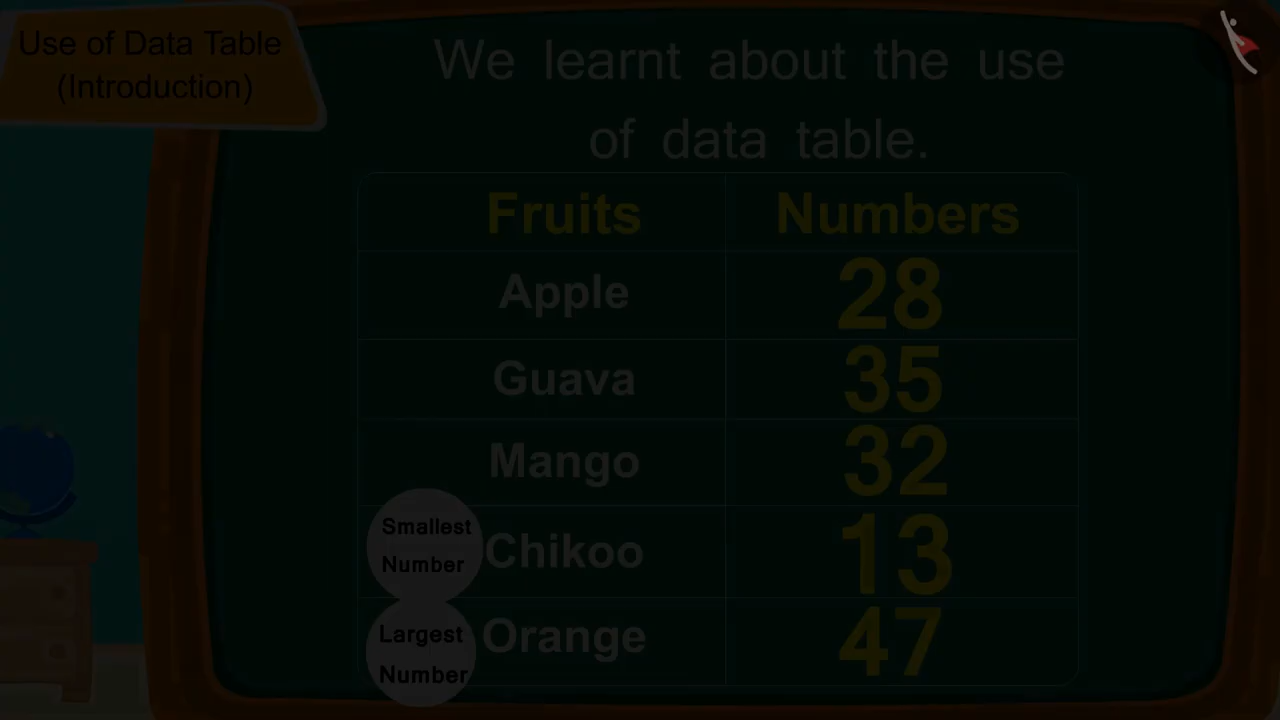 Use of Data Table
(Introduction)
We learnt about the use
of data table.
Fruits Numbers
Apple 28
Guava 35
Mango 32
Smallest
Number
Chikoo 13
Largest
Number
Orange 47